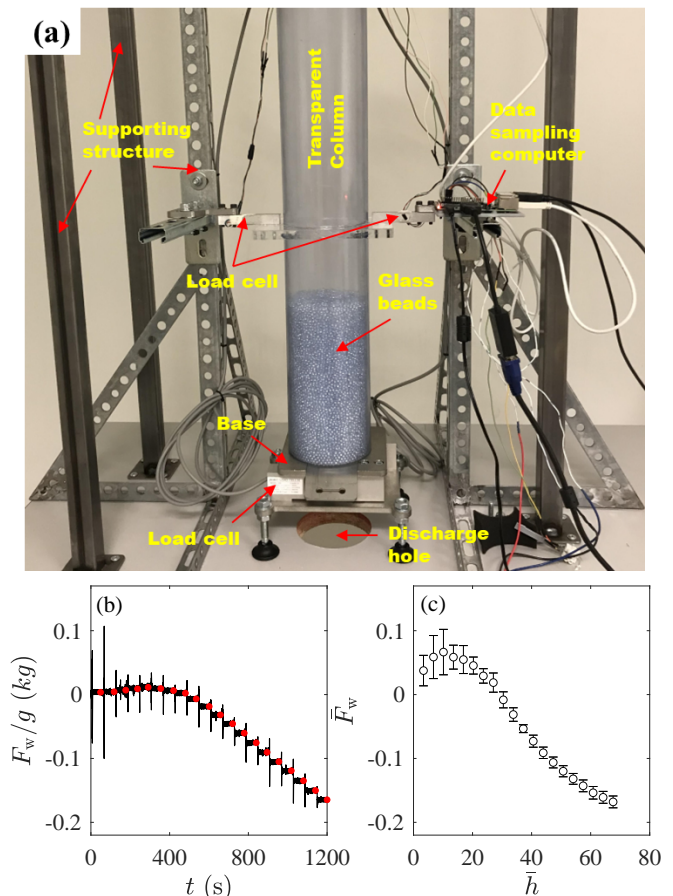 (a)
Supporting
structure
Transparent
Column
Data
sampling
computer
Load cell
Glass
beads
Base
Load cell
Discharge
hole
(b)
0.1
0
-0.1
-0.2
F_w/g (kg)
0
400
800
1200
t (s)
(c)
0.1
0
-0.1
-0.2
F̄_w
0
20
40
60
80
h̄